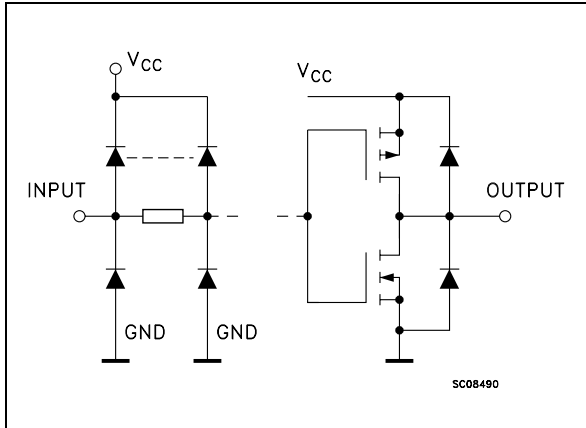 VCC
VCC
INPUT
OUTPUT
GND
GND
SC08490